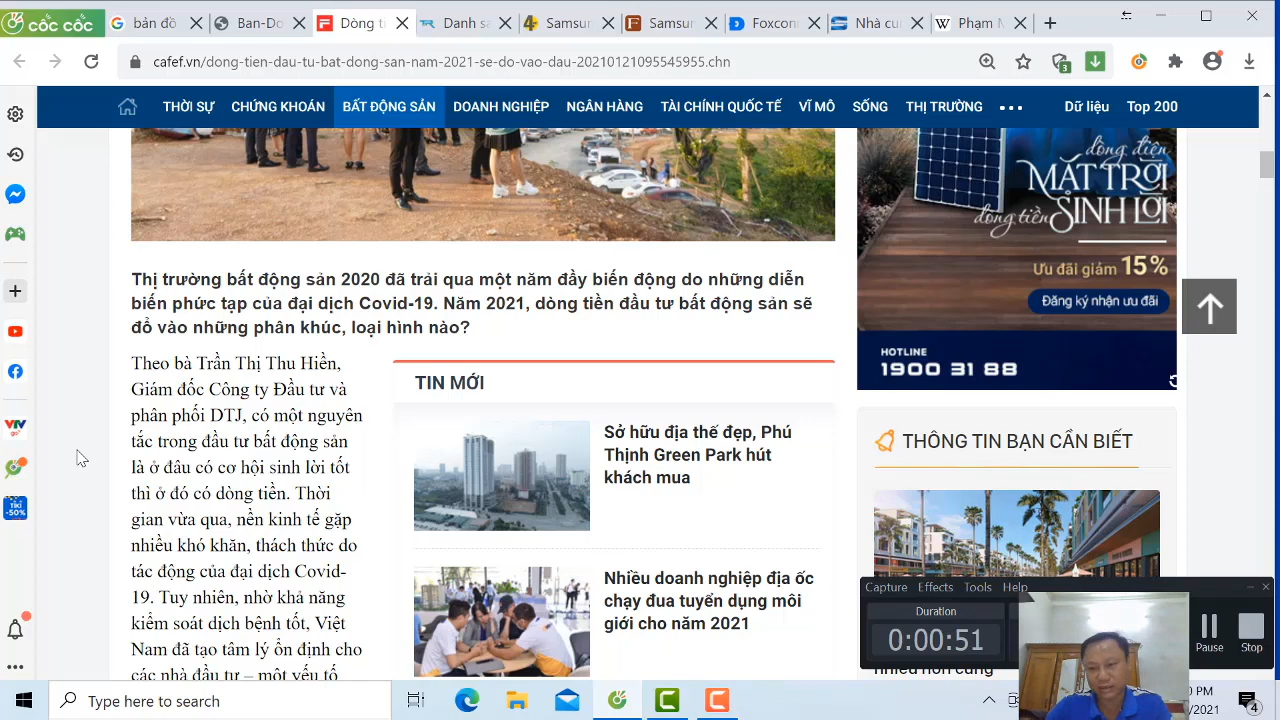 cốc cốc
bản đồ
Ban-Do
Dòng ti
Danh s
Samsu
Samsu
Foxcon
Nhà cu
Phạm
cafef.vn/dong-tien-dau-tu-bat-dong-san-nam-2021-se-do-vao-dau-20210121095545955.chn
3
THỜI SỰ CHỨNG KHOÁN BẤT ĐỘNG SẢN DOANH NGHIỆP NGÂN HÀNG TÀI CHÍNH QUỐC TẾ VĨ MÔ SỐNG THỊ TRƯỜNG Dữ liệu Top 200
Thị trường bất động sản 2020 đã trải qua một năm đầy biến động do những diễn
biến phức tạp của đại dịch Covid-19. Năm 2021, dòng tiền đầu tư bất động sản sẽ
đổ vào những phân khúc, loại hình nào?
Theo bà Trần Thị Thu Hiền,
Giám đốc Công ty Đầu tư và
phân phối DTJ, có một nguyên
tắc trong đầu tư bất động sản
là ở đâu có cơ hội sinh lời tốt
thì ở đó có dòng tiền. Thời
gian vừa qua, nền kinh tế gặp
nhiều khó khăn, thách thức do
tác động của đại dịch Covid-
19. Tuy nhiên, nhờ khả năng
kiểm soát dịch bệnh tốt, Việt
Nam đã tạo tâm lý ổn định cho
các nhà đầu tư – một yếu tố
TIN MỚI
Sở hữu địa thế đẹp, Phú
Thịnh Green Park hút
khách mua
Nhiều doanh nghiệp địa ốc
chạy đua tuyển dụng môi
giới cho năm 2021
dòng điện
MẶT TRỜI
dòng tiền SINH LỜI
Ưu đãi giảm 15%
Đăng ký nhận ưu đãi
HOTLINE
1900 31 88
THÔNG TIN BẠN CẦN BIẾT
Capture Effects Tools Help
Duration
0:00:51
Pause
Stop
VTV
go
TIKI
-50%
Type here to search
4